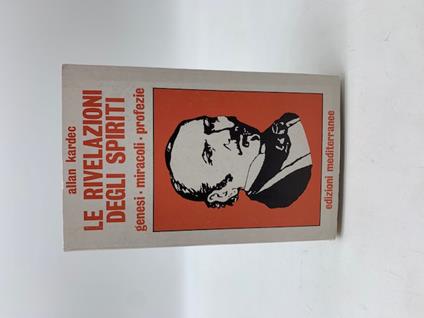 allan kardec
LE RIVELAZIONI
DEGLI SPIRITI
genesi • miracoli • profezie
edizioni mediterranee